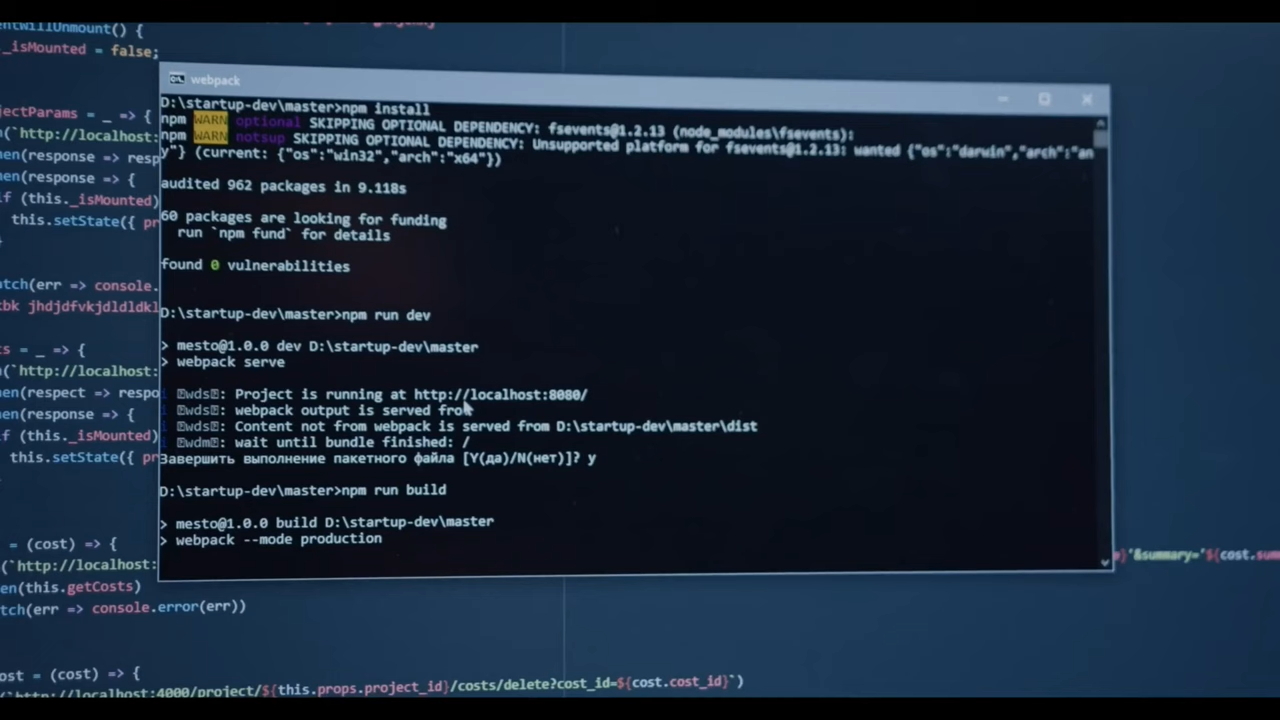 webpack
D:\startup-dev\master>npm install
npm WARN optional SKIPPING OPTIONAL DEPENDENCY: fsevents@1.2.13 (node_modules\fsevents):
npm WARN notsup SKIPPING OPTIONAL DEPENDENCY: Unsupported platform for fsevents@1.2.13: wanted {"os":"darwin","arch":"an
y"} (current: {"os":"win32","arch":"x64"})
audited 962 packages in 9.118s
60 packages are looking for funding
run `npm fund` for details
found 0 vulnerabilities
D:\startup-dev\master>npm run dev
> mesto@1.0.0 dev D:\startup-dev\master
> webpack serve
i ｢wds｣: Project is running at http://localhost:8080/
i ｢wds｣: webpack output is served from
i ｢wds｣: Content not from webpack is served from D:\startup-dev\master\dist
i ｢wdm｣: wait until bundle finished: /
Завершить выполнение пакетного файла [Y(да)/N(нет)]? y
D:\startup-dev\master>npm run build
> mesto@1.0.0 build D:\startup-dev\master
> webpack --mode production
entWillUnmount() {
_isMounted = false;
jectParams = _ => {
(`http://localhost:
hen(response => resp
hen(response => {
if (this._isMounted)
this.setState({ pr
}
atch(err => console.
kbk jhdjdfvkjdldldkl
ts = _ => {
(`http://localhost:
hen(respect => respo
hen(response => {
if (this._isMounted)
this.setState({ pr
= (cost) => {
(`http://localhost:
en(this.getCosts)
}'&summary='${cost.summ
tch(err => console.error(err))
ost = (cost) => {
(`http://localhost:4000/project/${this.props.project_id}/costs/delete?cost_id=${cost.cost_id}`)